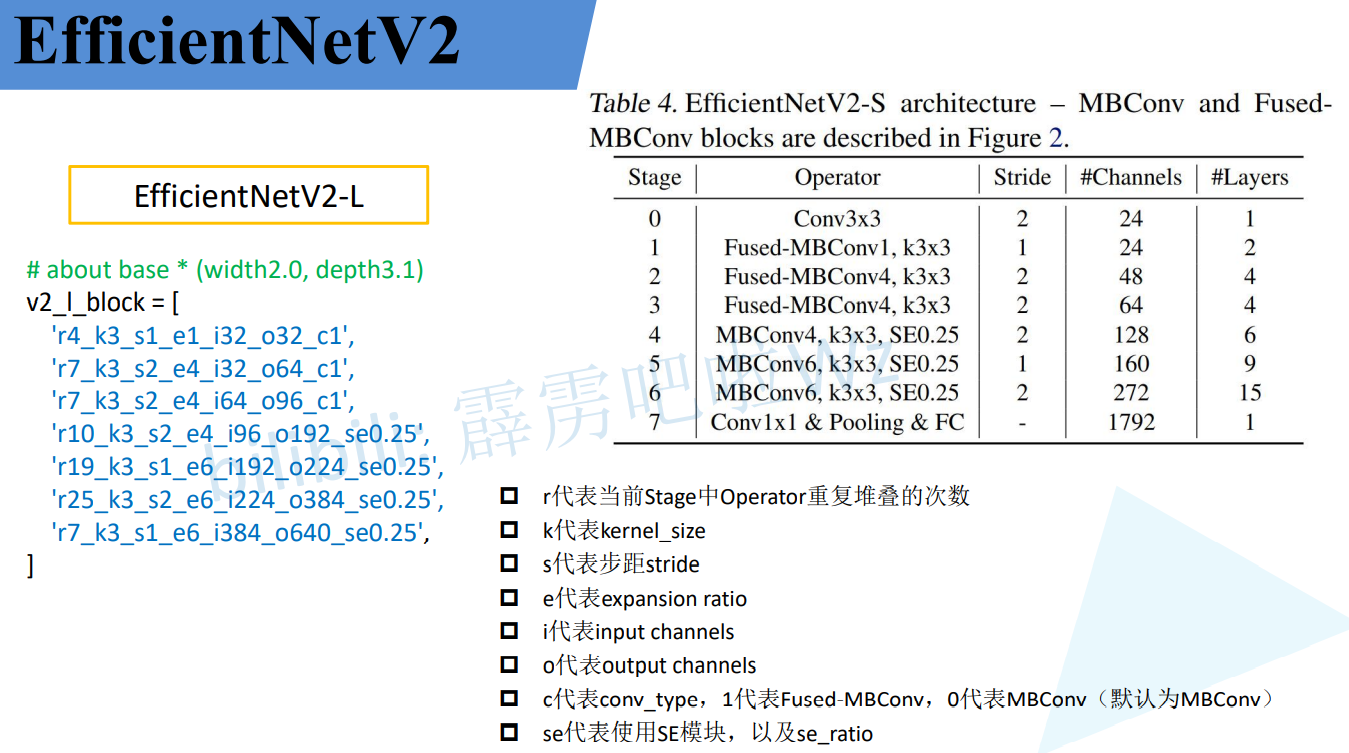 EfficientNetV2
EfficientNetV2-L
# about base * (width2.0, depth3.1)
v2_l_block = [
'r4_k3_s1_e1_i32_o32_c1',
'r7_k3_s2_e4_i32_o64_c1',
'r7_k3_s2_e4_i64_o96_c1',
'r10_k3_s2_e4_i96_o192_se0.25',
'r19_k3_s1_e6_i192_o224_se0.25',
'r25_k3_s2_e6_i224_o384_se0.25',
'r7_k3_s1_e6_i384_o640_se0.25',
]
Table 4. EfficientNetV2-S architecture – MBConv and Fused-
MBConv blocks are described in Figure 2.
Stage Operator Stride #Channels #Layers
0 Conv3x3 2 24 1
1 Fused-MBConv1, k3x3 1 24 2
2 Fused-MBConv4, k3x3 2 48 4
3 Fused-MBConv4, k3x3 2 64 4
4 MBConv4, k3x3, SE0.25 2 128 6
5 MBConv6, k3x3, SE0.25 1 160 9
6 MBConv6, k3x3, SE0.25 2 272 15
7 Conv1x1 & Pooling & FC - 1792 1
r代表当前Stage中Operator重复堆叠的次数
k代表kernel_size
s代表步距stride
e代表expansion ratio
i代表input channels
o代表output channels
c代表conv_type，1代表Fused-MBConv，0代表MBConv（默认为MBConv）
se代表使用SE模块，以及se_ratio
bilibili: 霹雳吧啦Wz